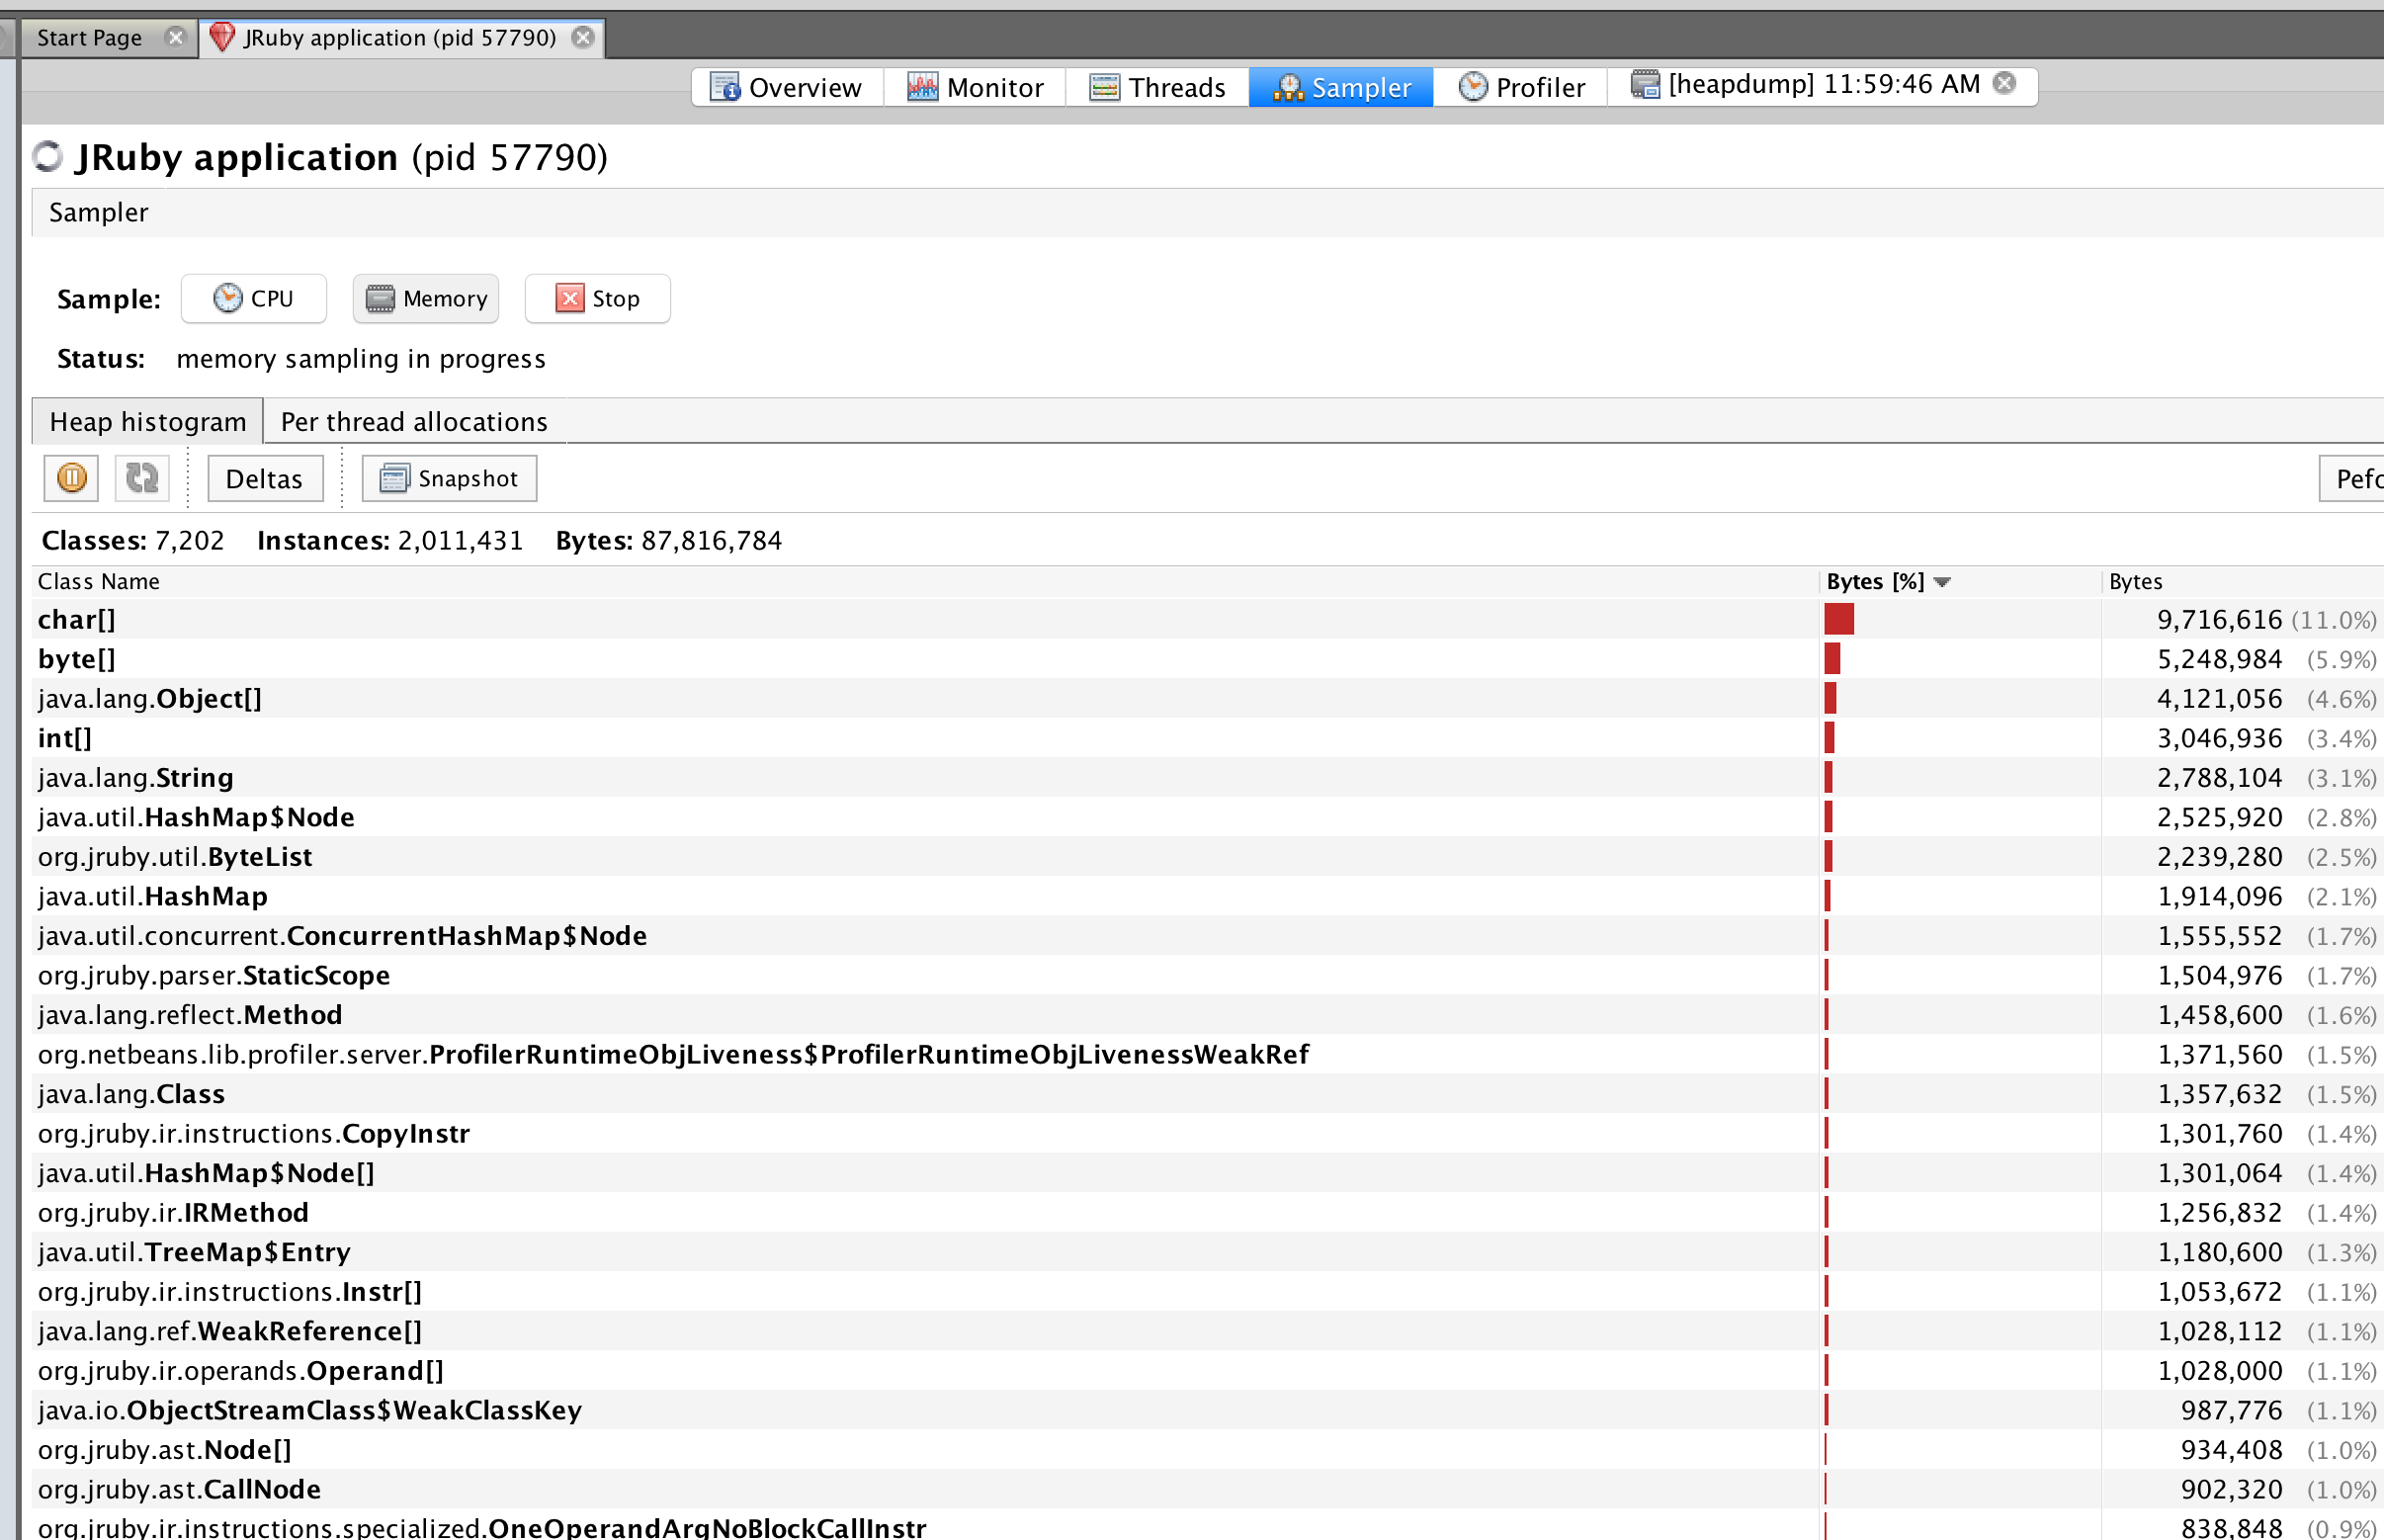 Start Page
JRuby application (pid 57790)
Overview Monitor Threads Sampler Profiler [heapdump] 11:59:46 AM
JRuby application (pid 57790)
Sampler
Sample: CPU Memory Stop
Status: memory sampling in progress
Heap histogram Per thread allocations
Deltas Snapshot Pefo
Classes: 7,202 Instances: 2,011,431 Bytes: 87,816,784
Class Name Bytes [%] Bytes
char[] 9,716,616 (11.0%)
byte[] 5,248,984 (5.9%)
java.lang.Object[] 4,121,056 (4.6%)
int[] 3,046,936 (3.4%)
java.lang.String 2,788,104 (3.1%)
java.util.HashMap$Node 2,525,920 (2.8%)
org.jruby.util.ByteList 2,239,280 (2.5%)
java.util.HashMap 1,914,096 (2.1%)
java.util.concurrent.ConcurrentHashMap$Node 1,555,552 (1.7%)
org.jruby.parser.StaticScope 1,504,976 (1.7%)
java.lang.reflect.Method 1,458,600 (1.6%)
org.netbeans.lib.profiler.server.ProfilerRuntimeObjLiveness$ProfilerRuntimeObjLivenessWeakRef 1,371,560 (1.5%)
java.lang.Class 1,357,632 (1.5%)
org.jruby.ir.instructions.CopyInstr 1,301,760 (1.4%)
java.util.HashMap$Node[] 1,301,064 (1.4%)
org.jruby.ir.IRMethod 1,256,832 (1.4%)
java.util.TreeMap$Entry 1,180,600 (1.3%)
org.jruby.ir.instructions.Instr[] 1,053,672 (1.1%)
java.lang.ref.WeakReference[] 1,028,112 (1.1%)
org.jruby.ir.operands.Operand[] 1,028,000 (1.1%)
java.io.ObjectStreamClass$WeakClassKey 987,776 (1.1%)
org.jruby.ast.Node[] 934,408 (1.0%)
org.jruby.ast.CallNode 902,320 (1.0%)
org.jruby.ir.instructions.specialized.OneOperandArgNoBlockCallInstr 838,848 (0.9%)